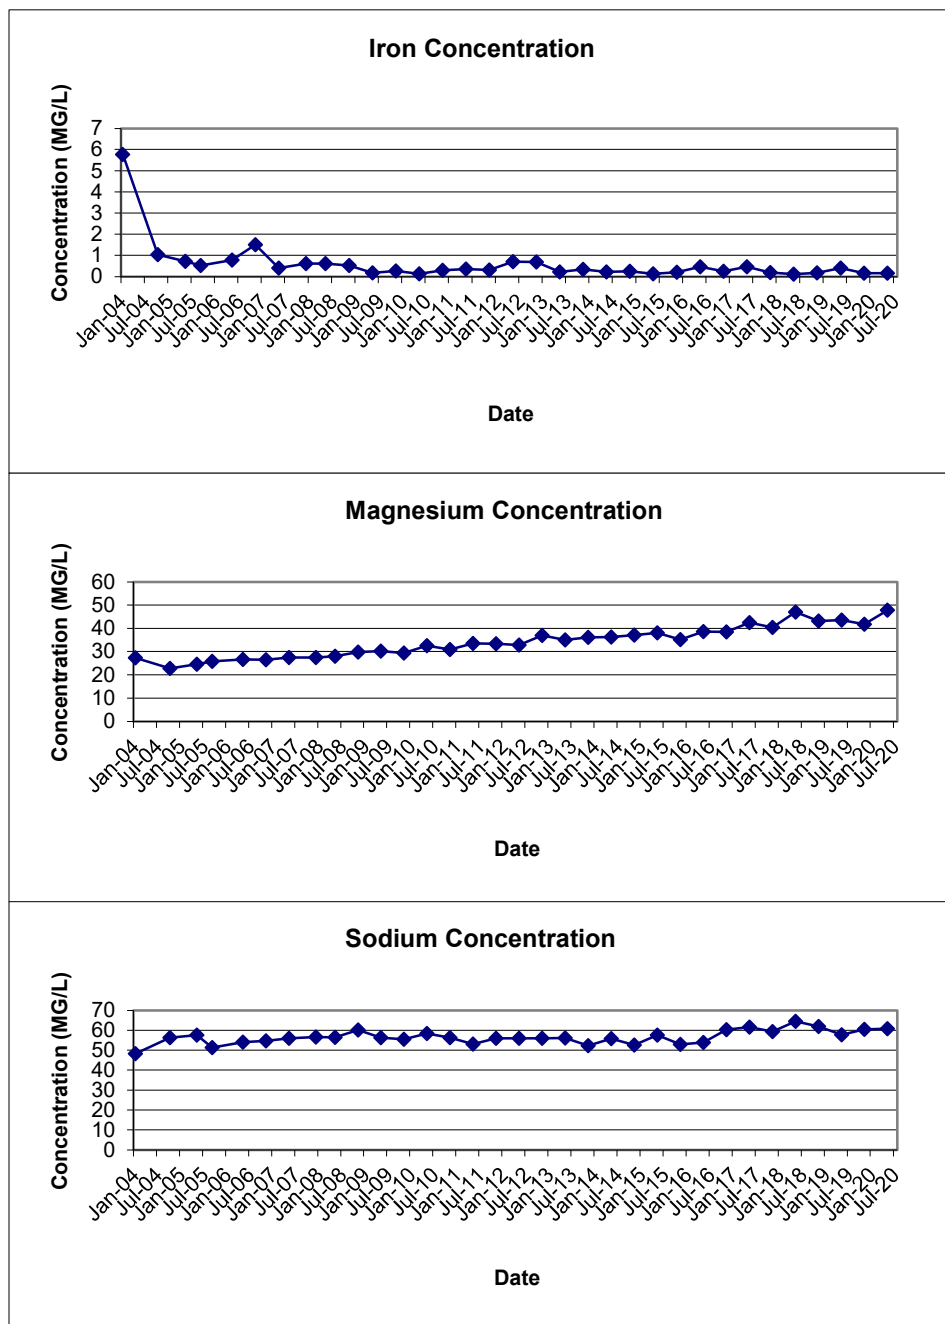 Iron Concentration
Concentration (MG/L)
7
6
5
4
3
2
1
0
Jan-04
Jul-04
Jan-05
Jul-05
Jan-06
Jul-06
Jan-07
Jul-07
Jan-08
Jul-08
Jan-09
Jul-09
Jan-10
Jul-10
Jan-11
Jul-11
Jan-12
Jul-12
Jan-13
Jul-13
Jan-14
Jul-14
Jan-15
Jul-15
Jan-16
Jul-16
Jan-17
Jul-17
Jan-18
Jul-18
Jan-19
Jul-19
Jan-20
Jul-20
Date
Magnesium Concentration
Concentration (MG/L)
60
50
40
30
20
10
0
Jan-04
Jul-04
Jan-05
Jul-05
Jan-06
Jul-06
Jan-07
Jul-07
Jan-08
Jul-08
Jan-09
Jul-09
Jan-10
Jul-10
Jan-11
Jul-11
Jan-12
Jul-12
Jan-13
Jul-13
Jan-14
Jul-14
Jan-15
Jul-15
Jan-16
Jul-16
Jan-17
Jul-17
Jan-18
Jul-18
Jan-19
Jul-19
Jan-20
Jul-20
Date
Sodium Concentration
Concentration (MG/L)
70
60
50
40
30
20
10
0
Jan-04
Jul-04
Jan-05
Jul-05
Jan-06
Jul-06
Jan-07
Jul-07
Jan-08
Jul-08
Jan-09
Jul-09
Jan-10
Jul-10
Jan-11
Jul-11
Jan-12
Jul-12
Jan-13
Jul-13
Jan-14
Jul-14
Jan-15
Jul-15
Jan-16
Jul-16
Jan-17
Jul-17
Jan-18
Jul-18
Jan-19
Jul-19
Jan-20
Jul-20
Date